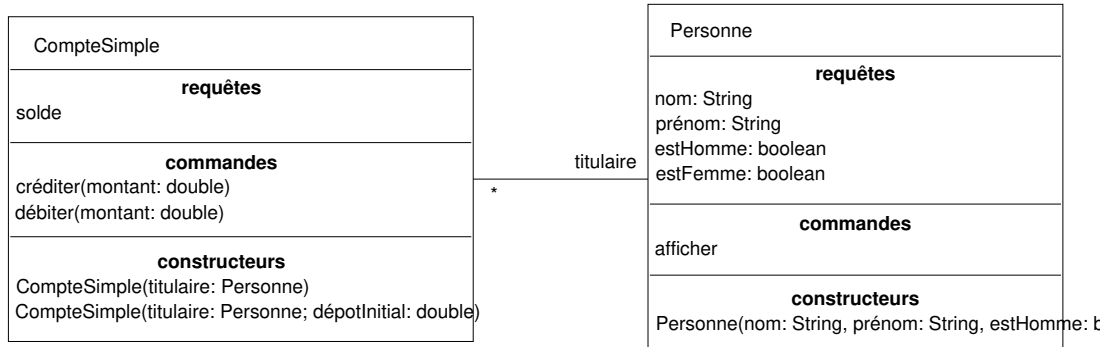 CompteSimple
requêtes
solde
commandes
créditer(montant: double)
débiter(montant: double)
constructeurs
CompteSimple(titulaire: Personne)
CompteSimple(titulaire: Personne; dépotInitial: double)
titulaire
*
Personne
requêtes
nom: String
prénom: String
estHomme: boolean
estFemme: boolean
commandes
afficher
constructeurs
Personne(nom: String, prénom: String, estHomme: b